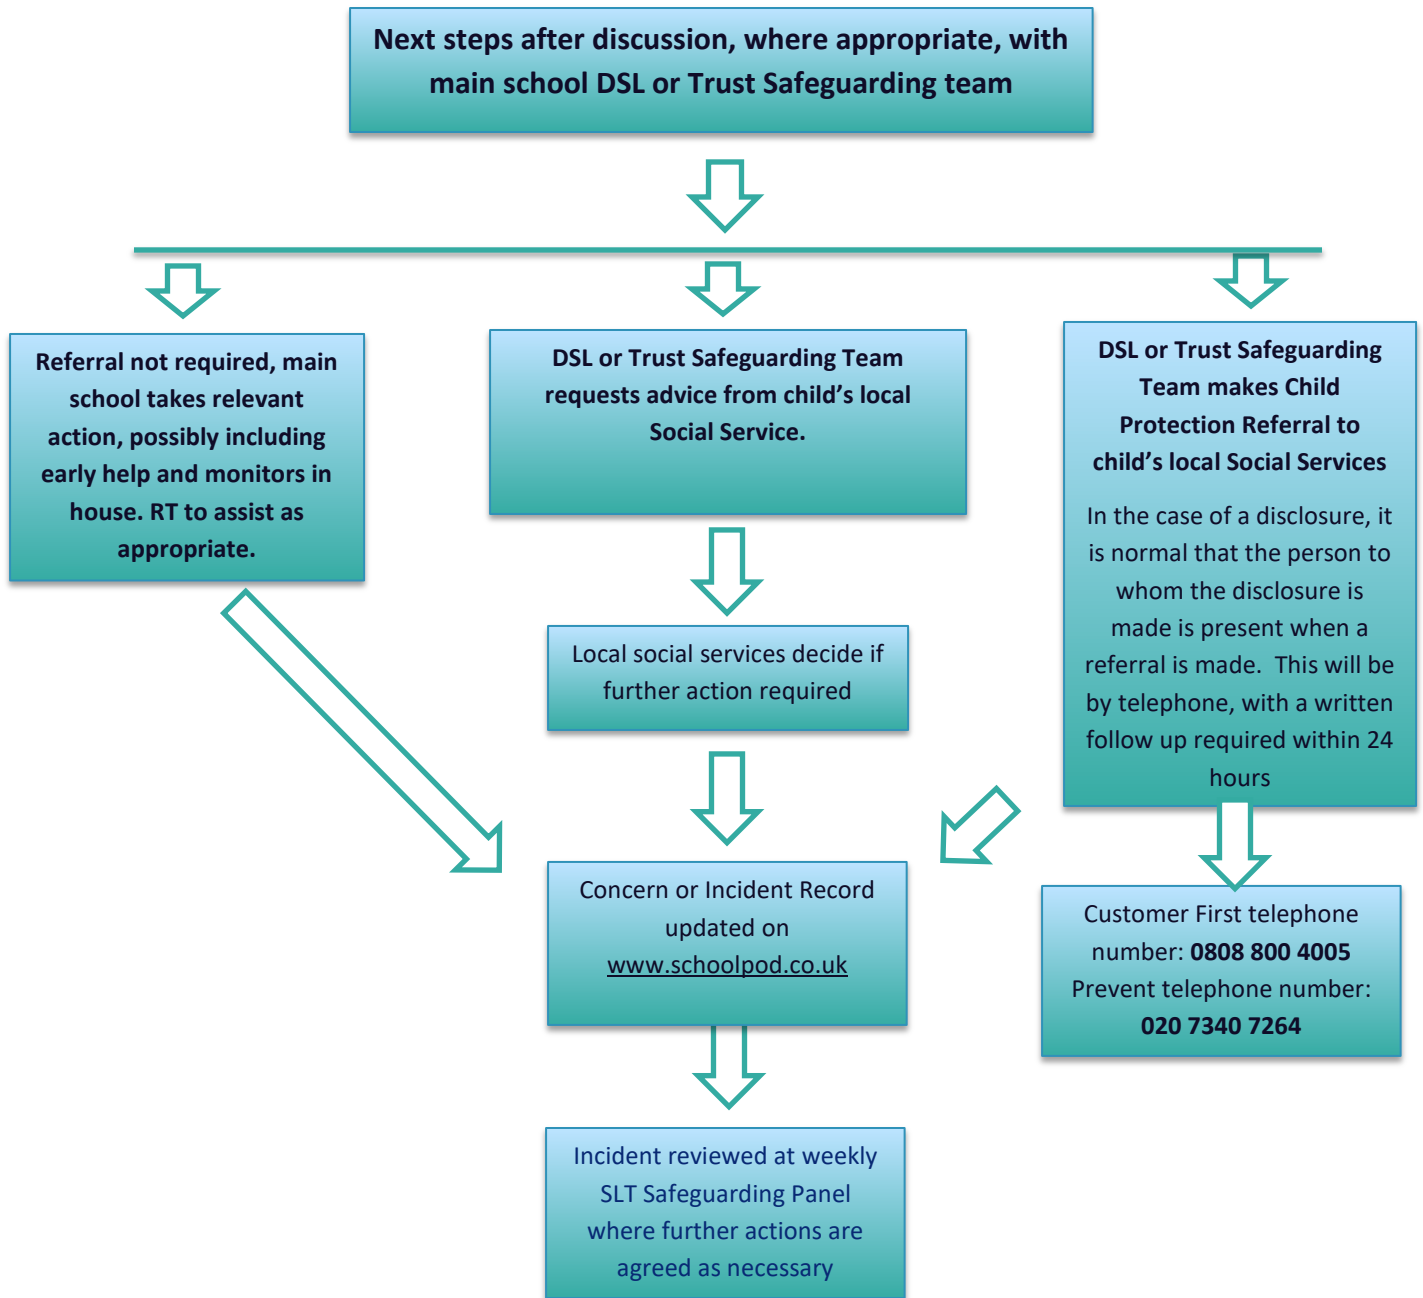 Next steps after discussion, where appropriate, with
main school DSL or Trust Safeguarding team
Referral not required, main
school takes relevant
action, possibly including
early help and monitors in
house. RT to assist as
appropriate.
DSL or Trust Safeguarding Team
requests advice from child’s local
Social Service.
Local social services decide if
further action required
DSL or Trust Safeguarding
Team makes Child
Protection Referral to
child’s local Social Services
In the case of a disclosure, it
is normal that the person to
whom the disclosure is
made is present when a
referral is made.  This will be
by telephone, with a written
follow up required within 24
hours
Concern or Incident Record
updated on
www.schoolpod.co.uk
Customer First telephone
number: 0808 800 4005
Prevent telephone number:
020 7340 7264
Incident reviewed at weekly
SLT Safeguarding Panel
where further actions are
agreed as necessary